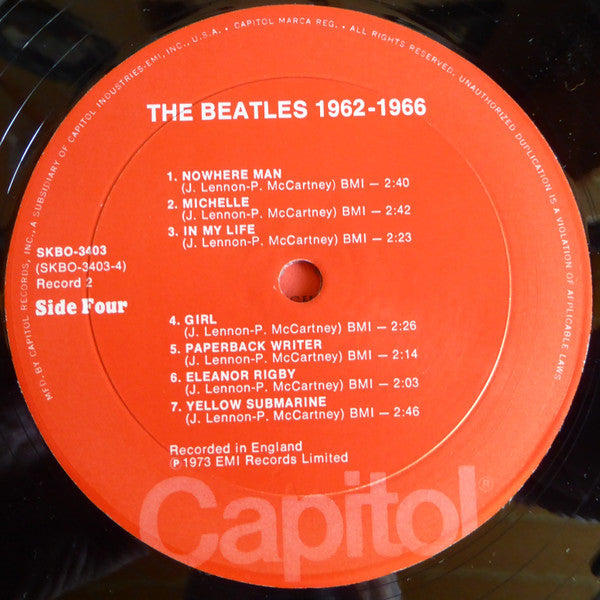 MFD. BY CAPITOL RECORDS, INC., A SUBSIDIARY OF CAPITOL INDUSTRIES-EMI, INC., U.S.A. • CAPITOL MARCA REG. • ALL RIGHTS RESERVED. UNAUTHORIZED DUPLICATION IS A VIOLATION OF APPLICABLE LAWS
THE BEATLES 1962-1966
1. NOWHERE MAN
(J. Lennon-P. McCartney) BMI — 2:40
2. MICHELLE
(J. Lennon-P. McCartney) BMI — 2:42
3. IN MY LIFE
(J. Lennon-P. McCartney) BMI — 2:23
SKBO-3403
(SKBO-3403-4)
Record 2
Side Four
4. GIRL
(J. Lennon-P. McCartney) BMI — 2:26
5. PAPERBACK WRITER
(J. Lennon-P. McCartney) BMI — 2:14
6. ELEANOR RIGBY
(J. Lennon-P. McCartney) BMI — 2:03
7. YELLOW SUBMARINE
(J. Lennon-P. McCartney) BMI — 2:46
Recorded in England
℗ 1973 EMI Records Limited
Capitol®